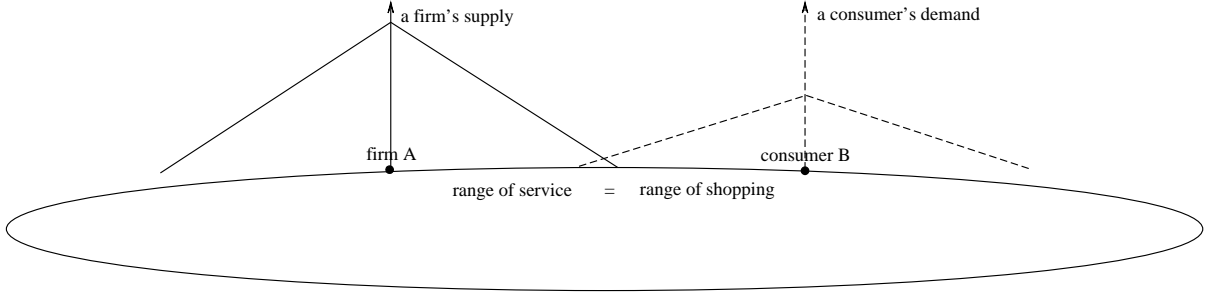 a firm's supply
a consumer's demand
firm A
consumer B
range of service = range of shopping